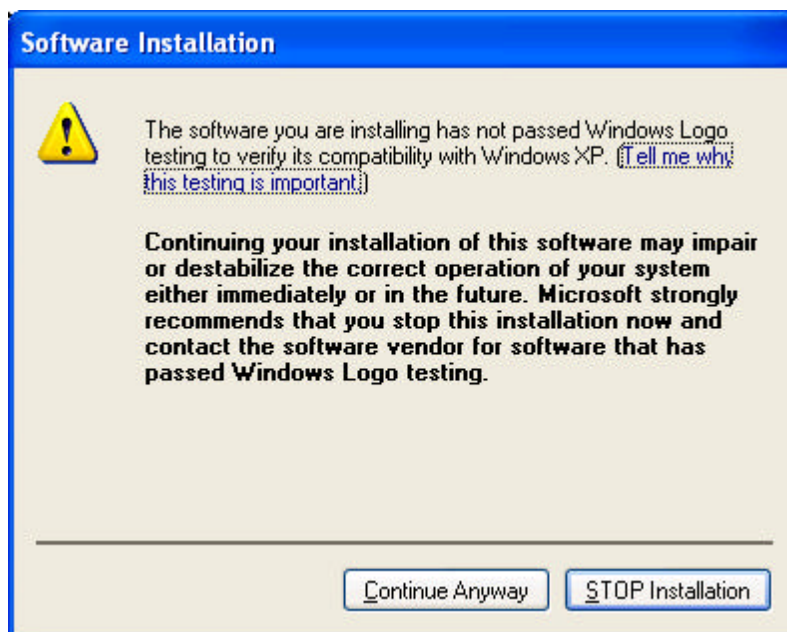 Software Installation
The software you are installing has not passed Windows Logo
testing to verify its compatibility with Windows XP. (Tell me why
this testing is important.)
Continuing your installation of this software may impair
or destabilize the correct operation of your system
either immediately or in the future. Microsoft strongly
recommends that you stop this installation now and
contact the software vendor for software that has
passed Windows Logo testing.
Continue Anyway STOP Installation